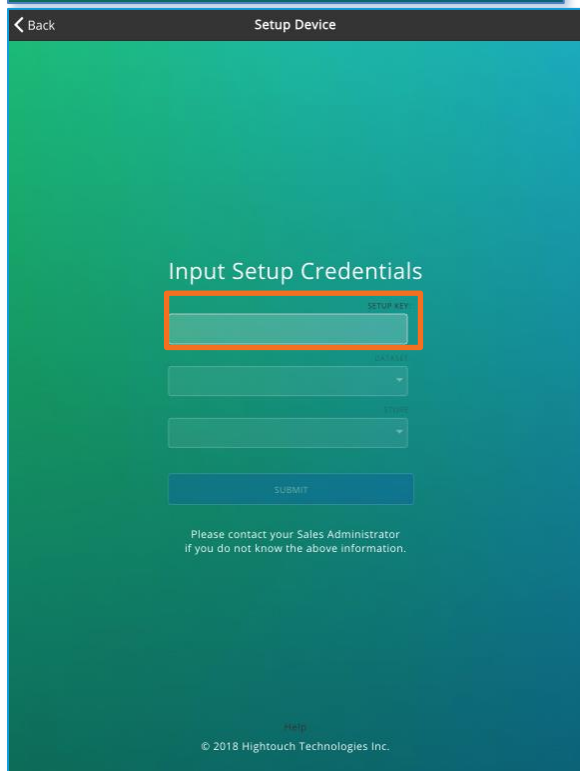 Back
Setup Device
Input Setup Credentials
SETUP KEY
DATASET
STORE
SUBMIT
Please contact your Sales Administrator
if you do not know the above information.
Help
© 2018 Hightouch Technologies Inc.